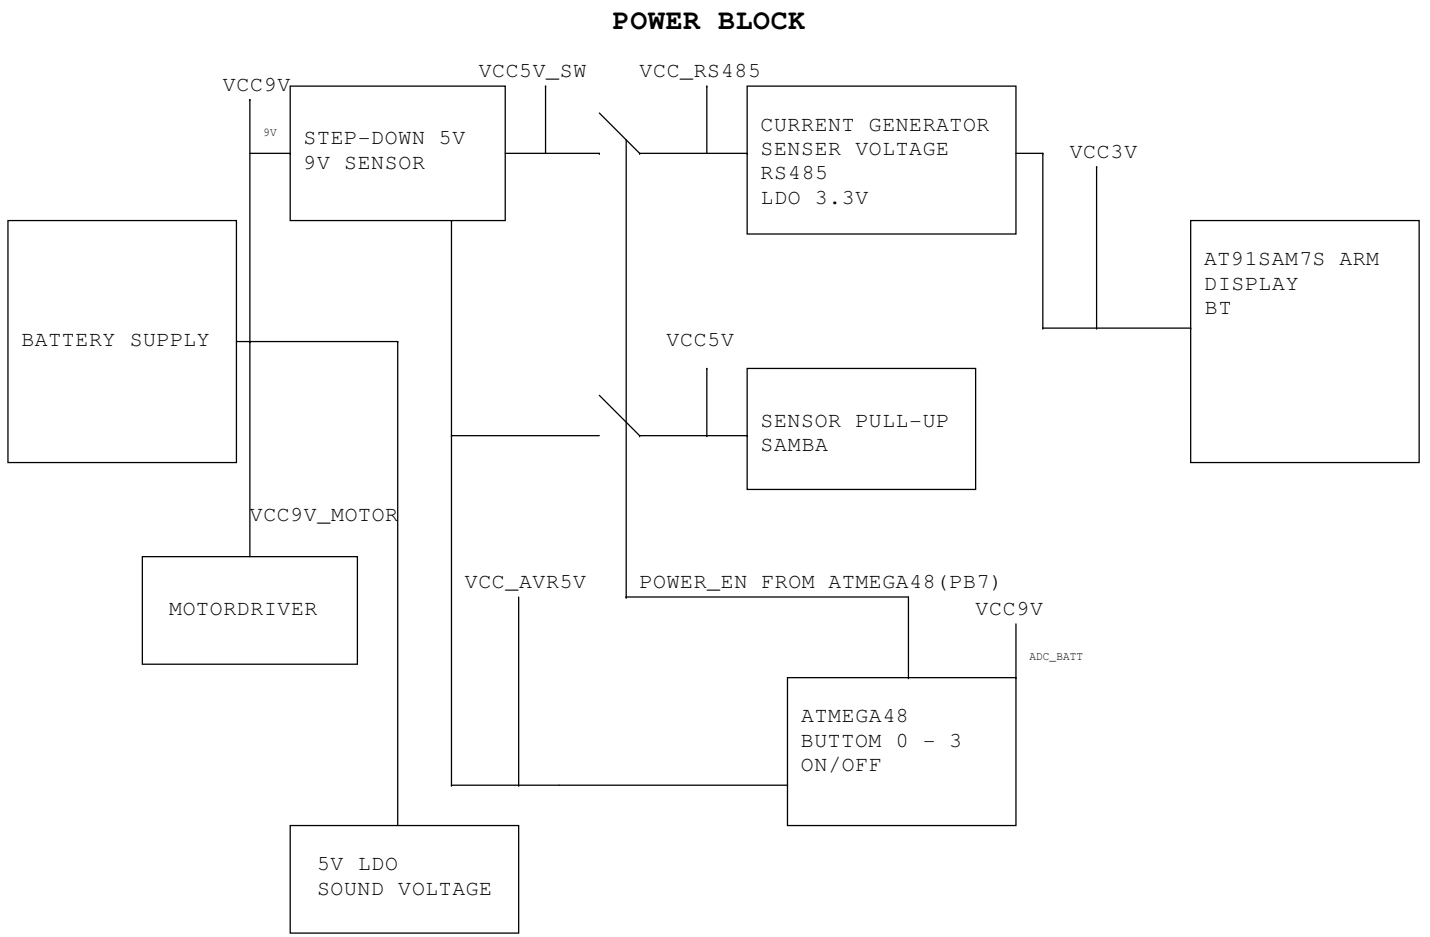 POWER BLOCK
VCC5V_SW
VCC_RS485
VCC9V
9V
STEP-DOWN 5V
9V SENSOR
CURRENT GENERATOR
SENSER VOLTAGE
RS485
LDO 3.3V
VCC3V
AT91SAM7S ARM
DISPLAY
BT
BATTERY SUPPLY
VCC5V
SENSOR PULL-UP
SAMBA
VCC9V_MOTOR
MOTORDRIVER
VCC_AVR5V
POWER_EN FROM ATMEGA48(PB7)
VCC9V
ADC_BATT
ATMEGA48
BUTTOM 0 - 3
ON/OFF
5V LDO
SOUND VOLTAGE